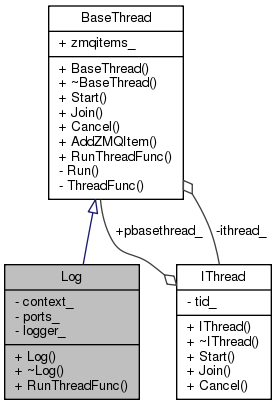 BaseThread
+ zmqitems_
+ BaseThread()
+ ~BaseThread()
+ Start()
+ Join()
+ Cancel()
+ AddZMQItem()
+ RunThreadFunc()
- Run()
- ThreadFunc()
+pbasethread_
-ithread_
Log
- context_
- ports_
- logger_
+ Log()
+ ~Log()
+ RunThreadFunc()
IThread
- tid_
+ IThread()
+ ~IThread()
+ Start()
+ Join()
+ Cancel()